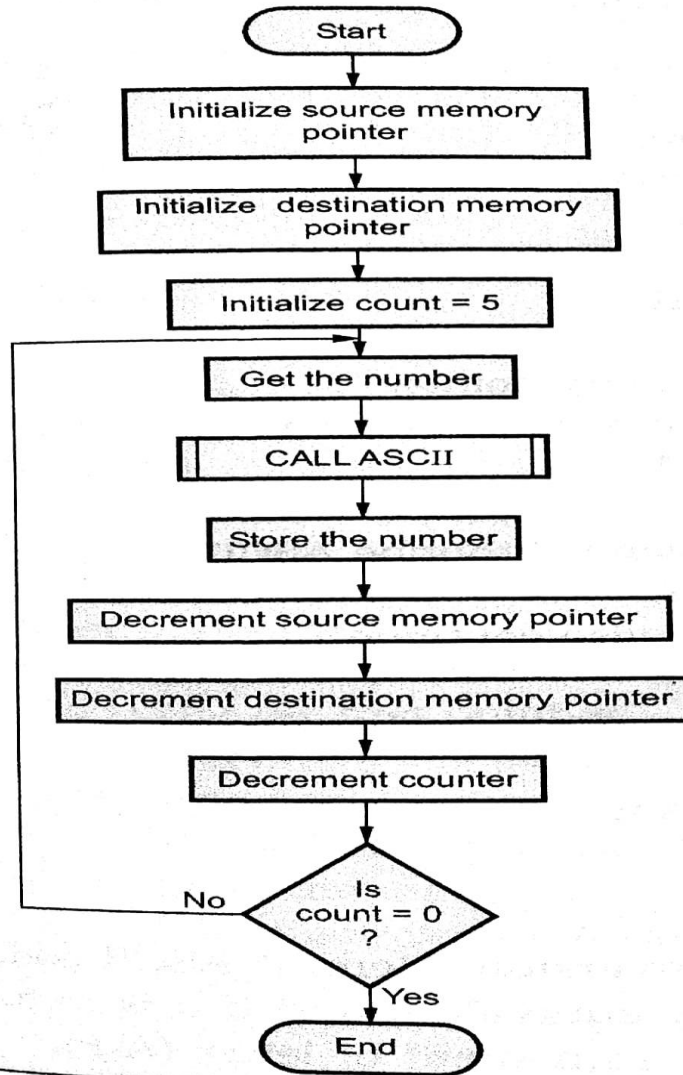 Start
Initialize source memory
pointer
Initialize destination memory
pointer
Initialize count = 5
Get the number
CALL ASCII
Store the number
Decrement source memory pointer
Decrement destination memory pointer
Decrement counter
Is
count = 0
?
No
Yes
End